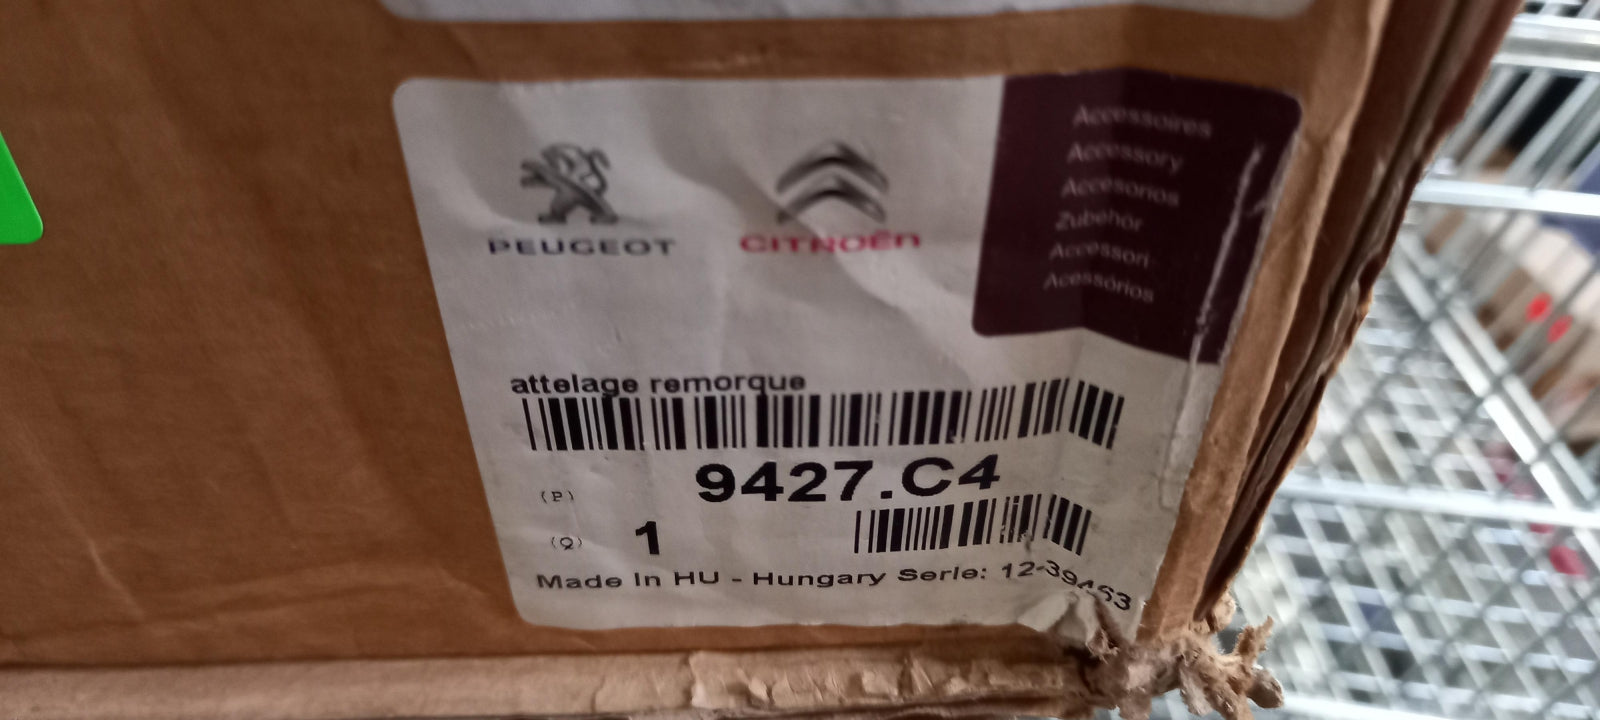 PEUGEOT
CITROËN
Accessoires
Accessory
Accesorios
Zubehör
Accessori
Acessórios
attelage remorque
9427.C4
(P)
(Q) 1
Made in HU - Hungary Serie: 12-39463